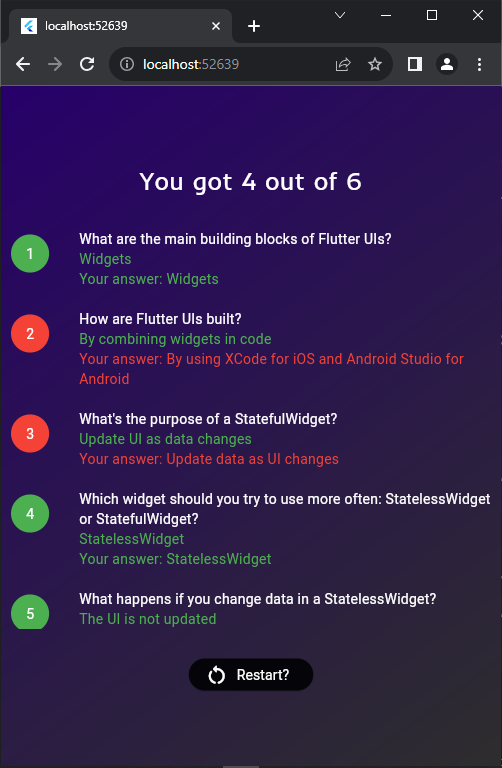 localhost:52639
localhost:52639
You got 4 out of 6
1
What are the main building blocks of Flutter UIs?
Widgets
Your answer: Widgets
2
How are Flutter UIs built?
By combining widgets in code
Your answer: By using XCode for iOS and Android Studio for
Android
3
What's the purpose of a StatefulWidget?
Update UI as data changes
Your answer: Update data as UI changes
4
Which widget should you try to use more often: StatelessWidget
or StatefulWidget?
StatelessWidget
Your answer: StatelessWidget
5
What happens if you change data in a StatelessWidget?
The UI is not updated
Restart?